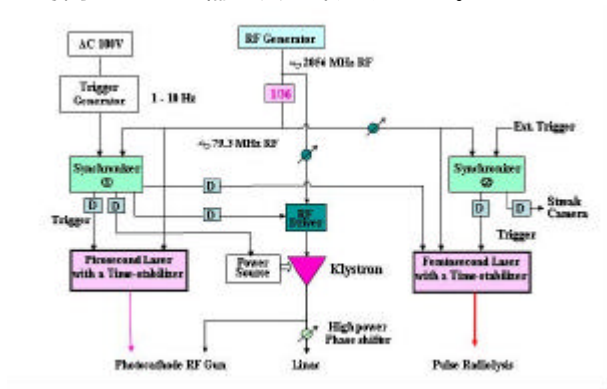 AC 100V
RF Generator
2856 MHz RF
Trigger
Generator
1 - 10 Hz
1/36
79.3 MHz RF
Ext. Trigger
Synchronizer
①
Synchronizer
②
D
D
D
D
D
D
Streak
Camera
Trigger
RF
Driver
Trigger
Picosecond Laser
with a Time-stabilizer
Power
Source
Klystron
Femtosecond Laser
with a Time-stabilizer
High power
Phase shifter
Photocathode RF Gun
Linac
Pulse Radiolysis